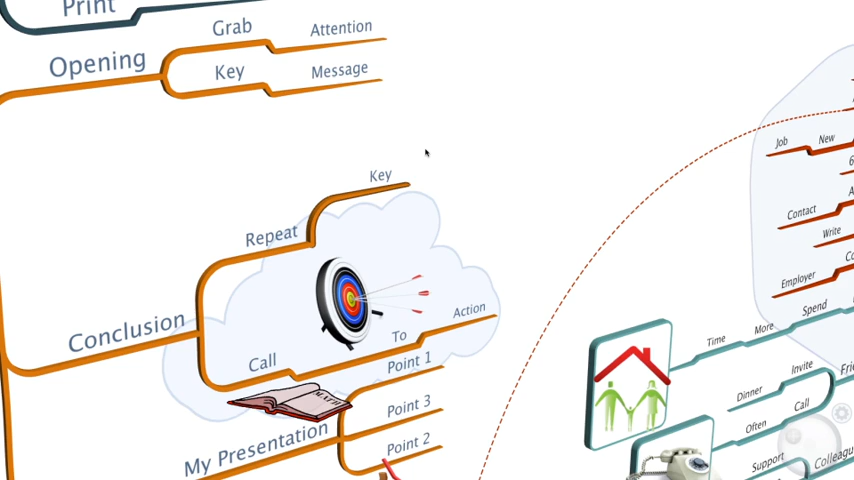 Print
Opening
Grab
Attention
Key
Message
Conclusion
Repeat
Key
Call
To
Action
MATH
My Presentation
Point 1
Point 3
Point 2
Job
New
Contact
Write
Employer
Time
More
Spend
Dinner
Invite
Often
Call
Support